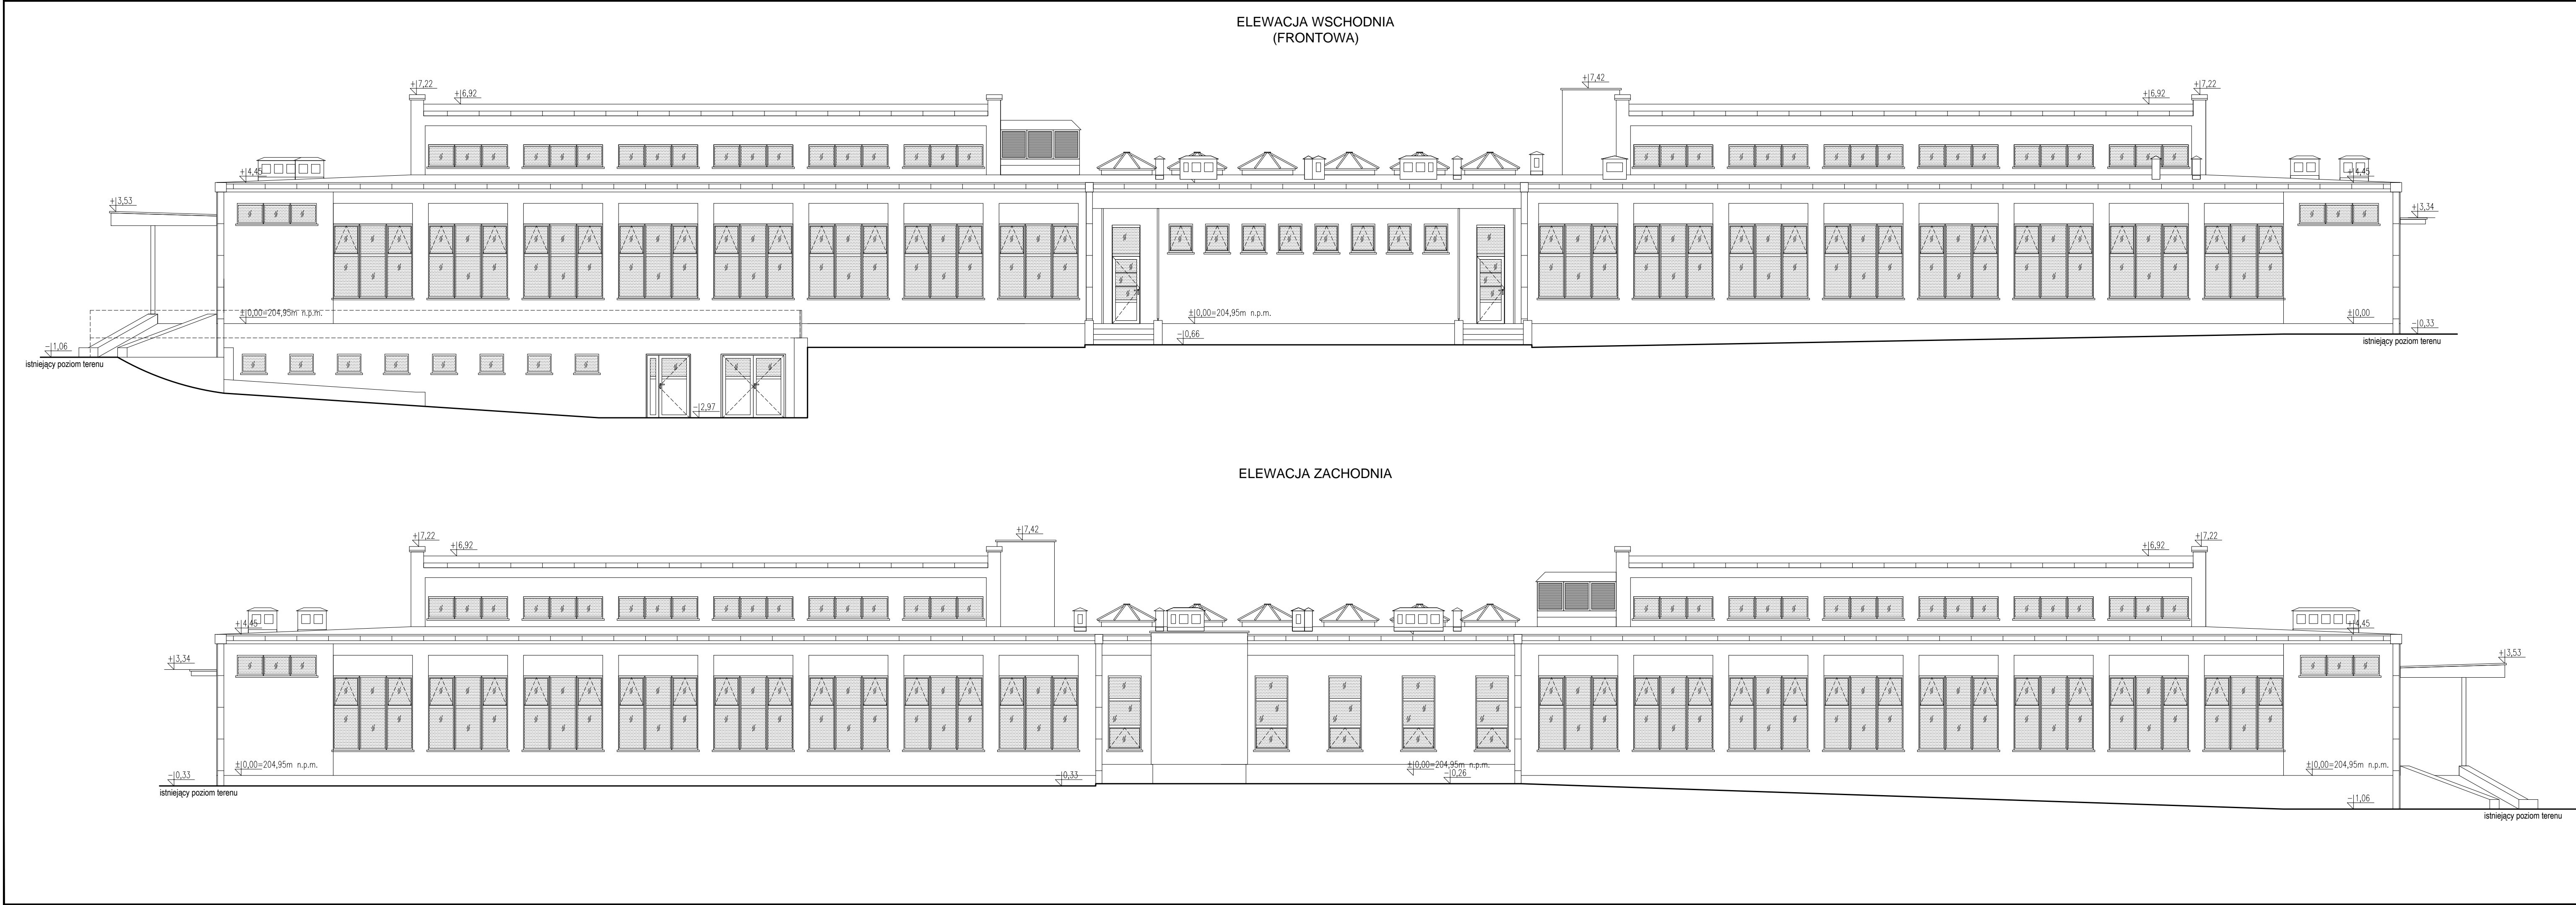 ELEWACJA WSCHODNIA
(FRONTOWA)
+7,22
+6,92
+7,42
+6,92
+7,22
+4,45
+4,45
+3,53
+3,34
±0,00=204,95m n.p.m.
±0,00=204,95m n.p.m.
±0,00
-0,33
istniejący poziom terenu
-0,66
-1,06
istniejący poziom terenu
-2,97
ELEWACJA ZACHODNIA
+7,22
+6,92
+7,42
+6,92
+7,22
+4,45
+4,45
+3,34
+3,53
±0,00=204,95m n.p.m.
±0,00=204,95m n.p.m.
±0,00=204,95m n.p.m.
-0,33
-0,33
-0,26
istniejący poziom terenu
-1,06
istniejący poziom terenu